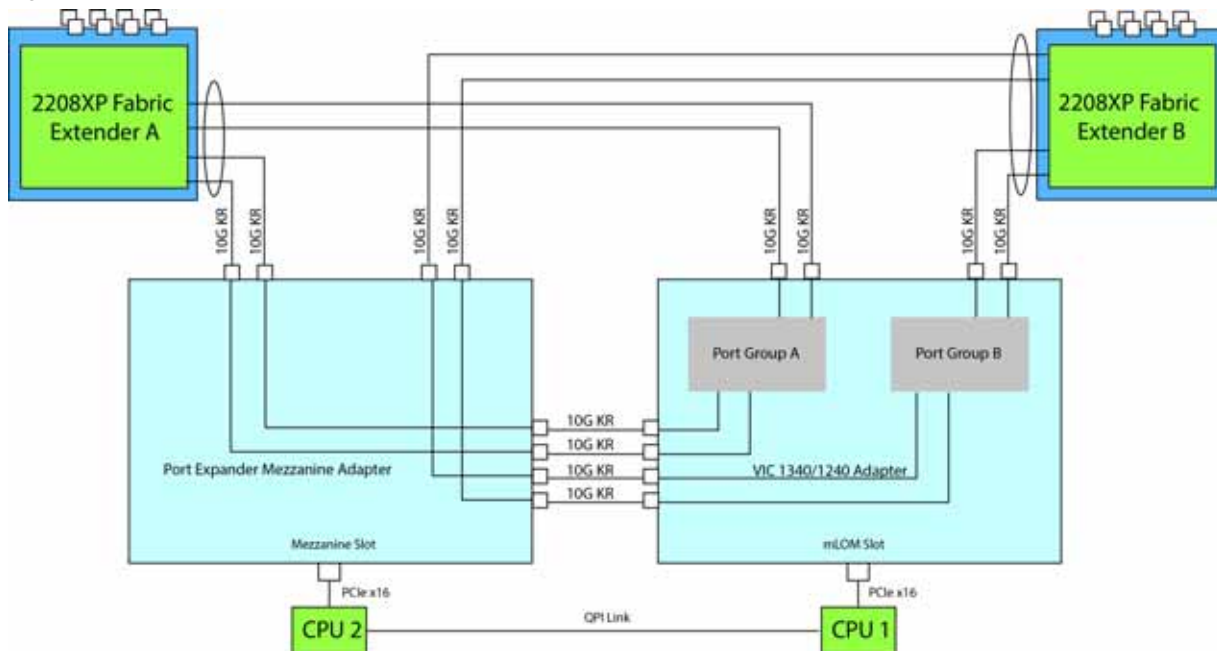 2208XP Fabric
Extender A
2208XP Fabric
Extender B
10G KR
10G KR
10G KR
10G KR
10G KR
10G KR
10G KR
10G KR
Port Group A
Port Group B
10G KR
10G KR
10G KR
10G KR
Port Expander Mezzanine Adapter
VIC 1340/1240 Adapter
Mezzanine Slot
mLOM Slot
PCIe x16
PCIe x16
CPU 2
QPI Link
CPU 1